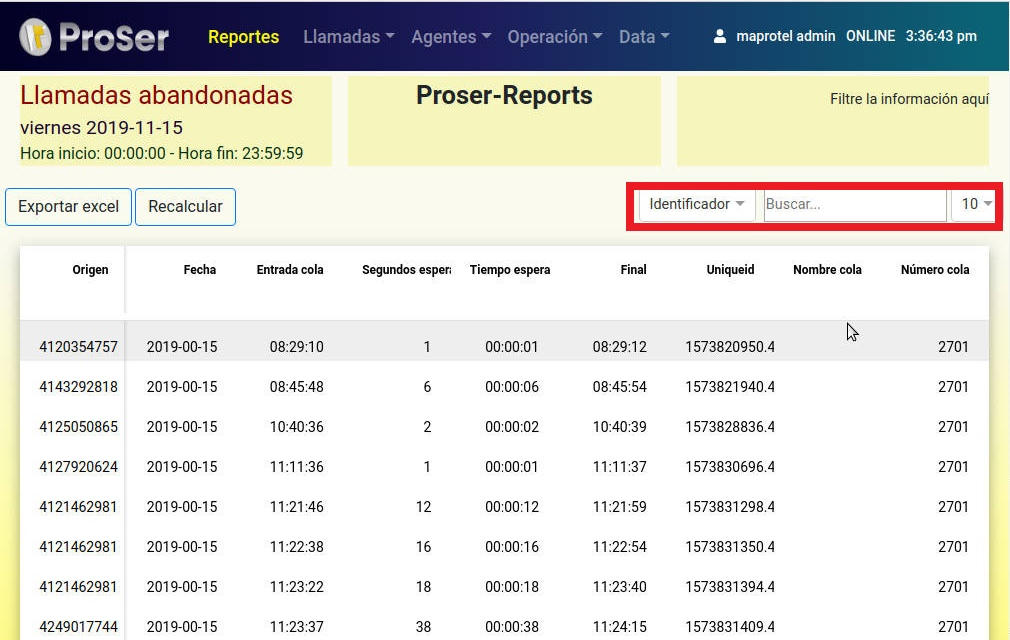 ProSer Reportes Llamadas Agentes Operación Data maprotel admin ONLINE 3:36:43 pm
Llamadas abandonadas
viernes 2019-11-15
Hora inicio: 00:00:00 - Hora fin: 23:59:59
Proser-Reports
Filtre la información aquí
Exportar excel Recalcular Identificador Buscar... 10
Origen Fecha Entrada cola Segundos espera Tiempo espera Final Uniqueid Nombre cola Número cola
4120354757 2019-00-15 08:29:10 1 00:00:01 08:29:12 1573820950.4 2701
4143292818 2019-00-15 08:45:48 6 00:00:06 08:45:54 1573821940.4 2701
4125050865 2019-00-15 10:40:36 2 00:00:02 10:40:39 1573828836.4 2701
4127920624 2019-00-15 11:11:36 1 00:00:01 11:11:37 1573830696.4 2701
4121462981 2019-00-15 11:21:46 12 00:00:12 11:21:59 1573831298.4 2701
4121462981 2019-00-15 11:22:38 16 00:00:16 11:22:54 1573831350.4 2701
4121462981 2019-00-15 11:23:22 18 00:00:18 11:23:40 1573831394.4 2701
4249017744 2019-00-15 11:23:37 38 00:00:38 11:24:15 1573831409.4 2701